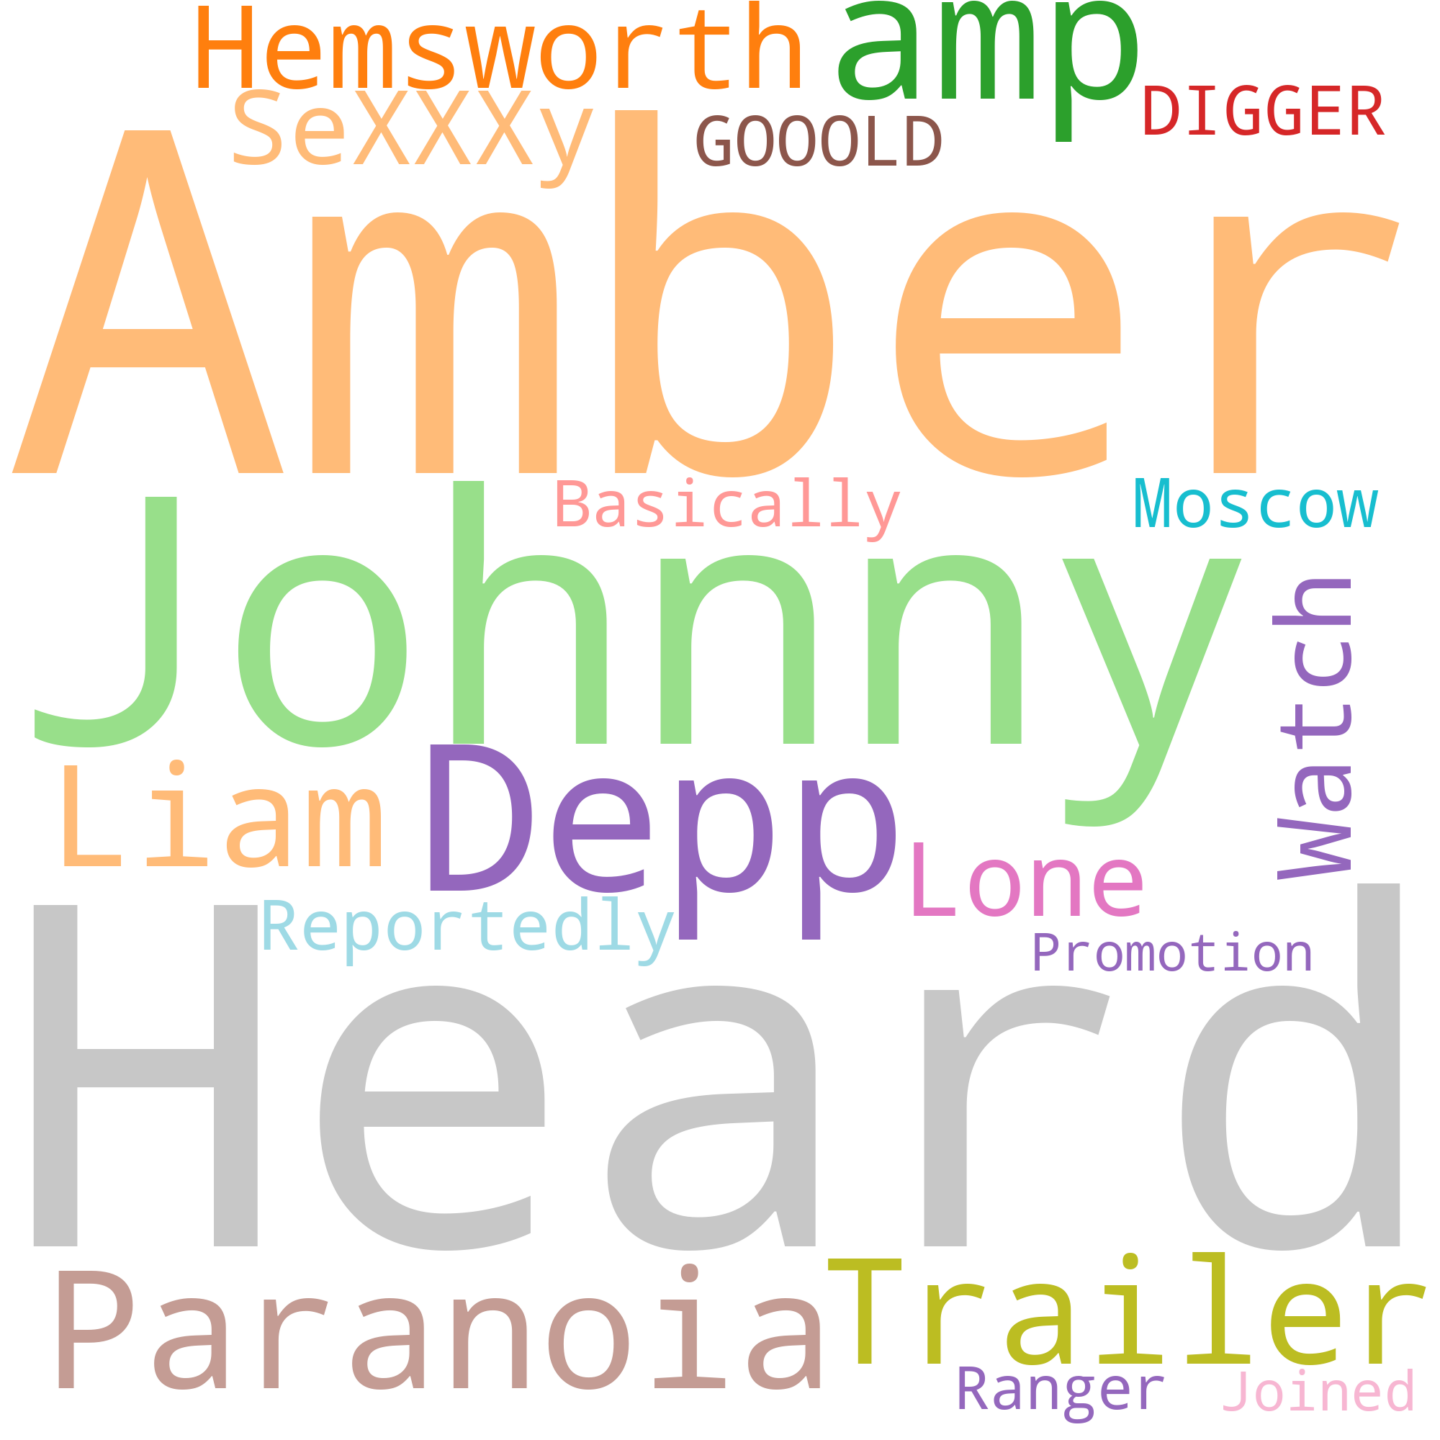 Hemsworth
amp
SeXXXy
GOOOLD
DIGGER
Amber
Basically
Moscow
Johnny
Watch
Liam
Depp
Lone
Reportedly
Promotion
Heard
Paranoia
Trailer
Ranger
Joined